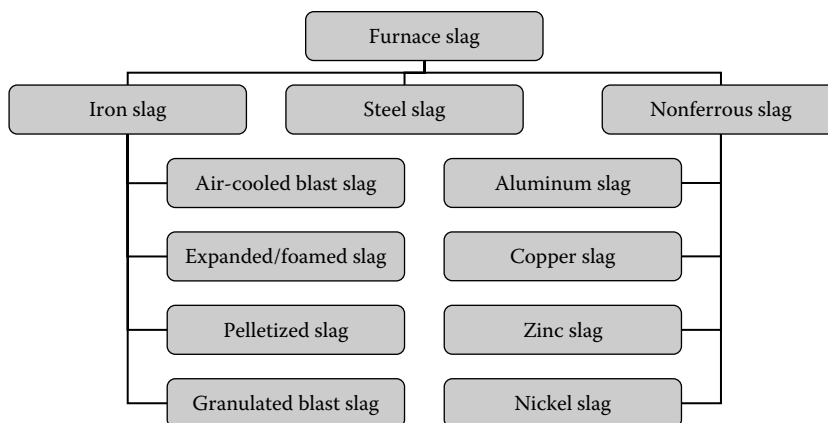 Furnace slag
Iron slag
Steel slag
Nonferrous slag
Air-cooled blast slag
Aluminum slag
Expanded/foamed slag
Copper slag
Pelletized slag
Zinc slag
Granulated blast slag
Nickel slag